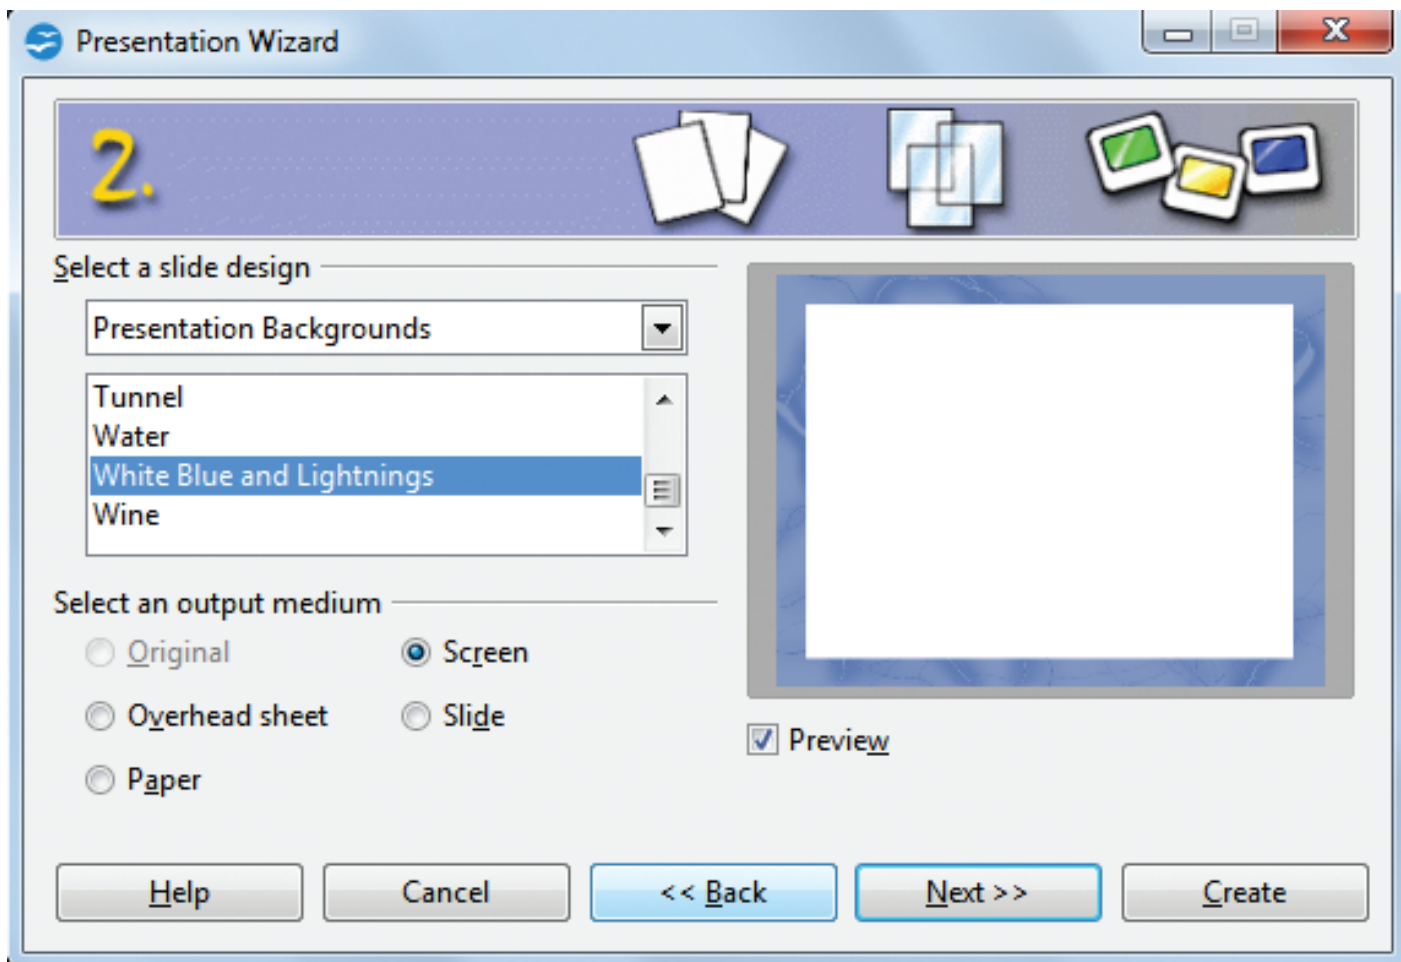 Presentation Wizard
2.
Select a slide design
Presentation Backgrounds
Tunnel
Water
White Blue and Lightnings
Wine
Select an output medium
Original
Screen
Overhead sheet
Slide
Paper
Preview
Help
Cancel
<< Back
Next >>
Create